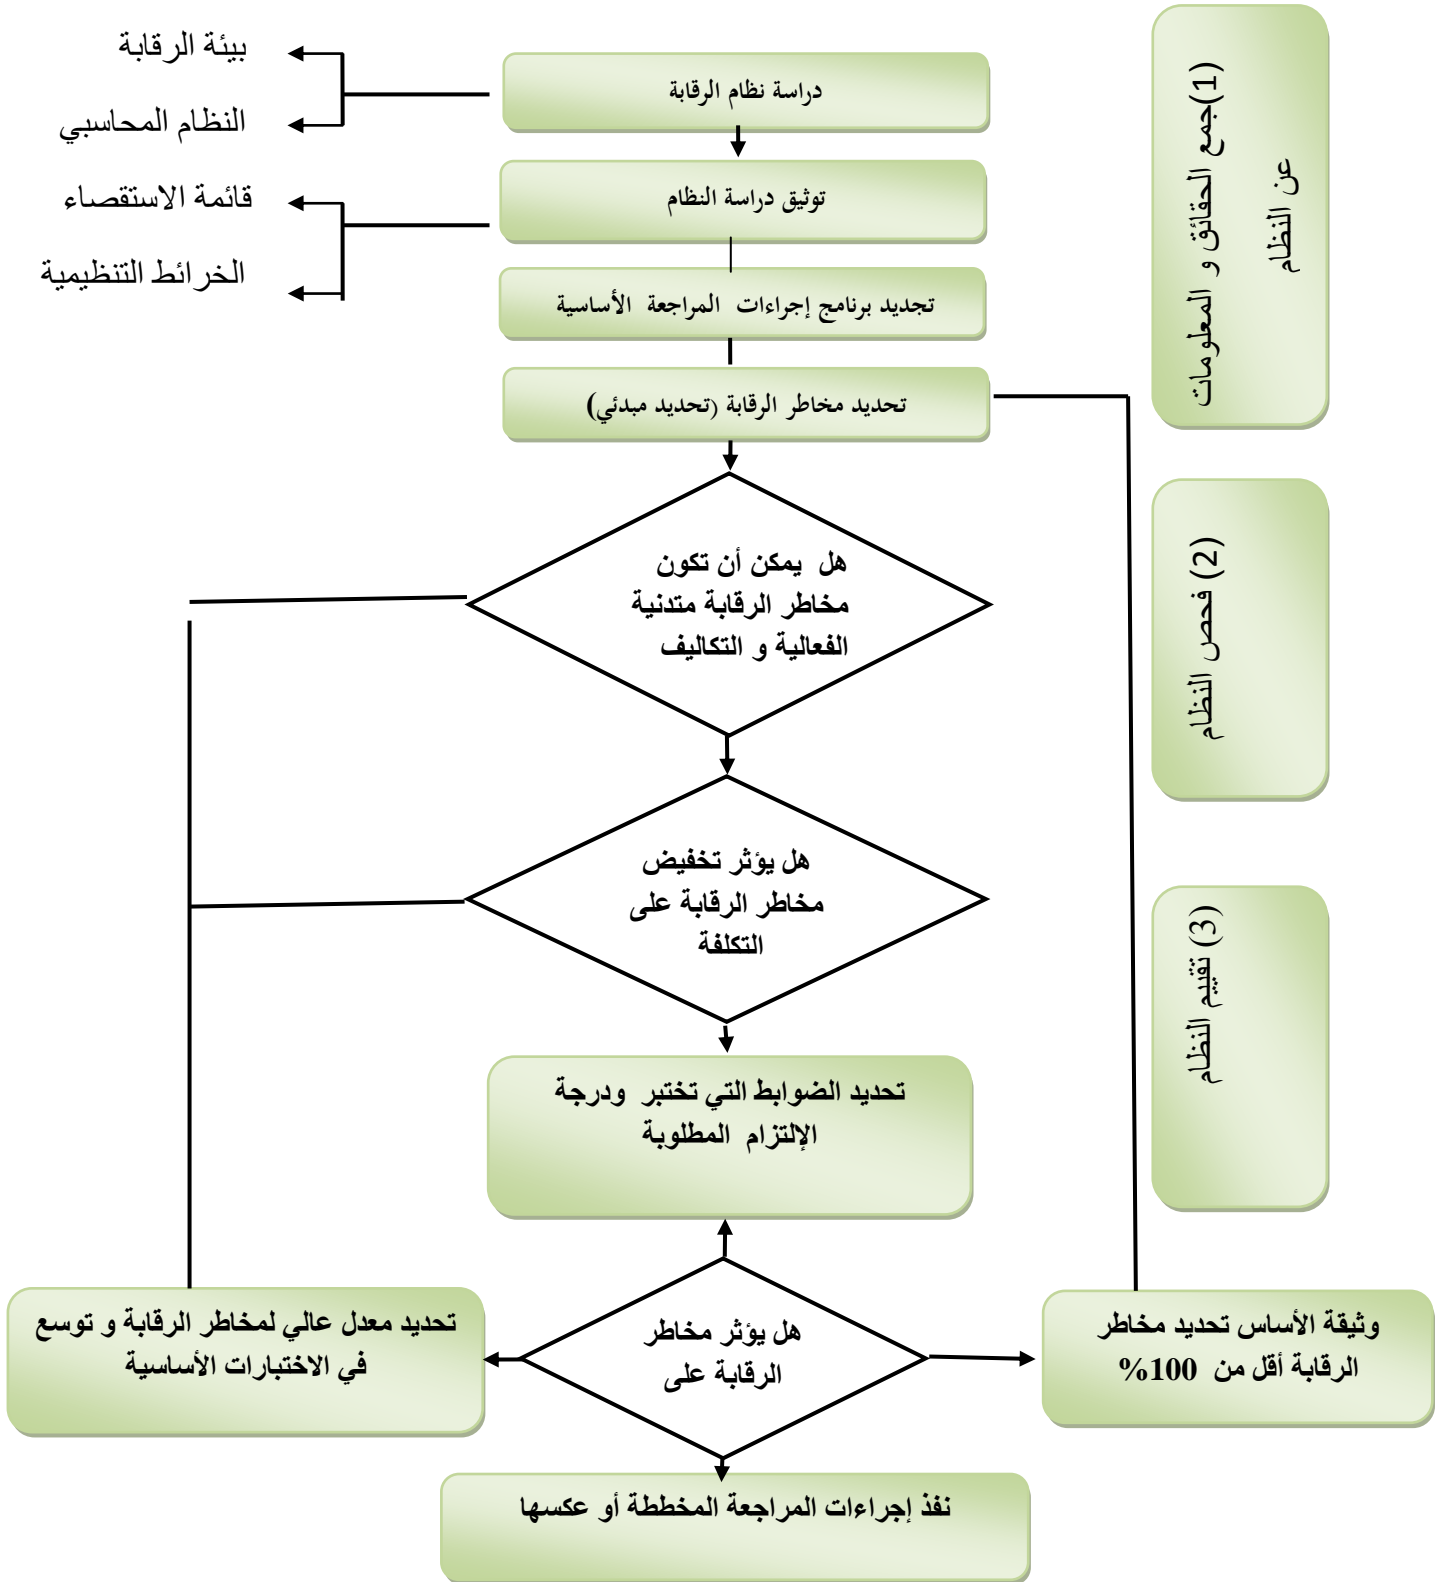 بيئة الرقابة
النظام المحاسبي
قائمة الاستقصاء
الخرائط التنظيمية
دراسة نظام الرقابة
توثيق دراسة النظام
تجديد برنامج إجراءات المراجعة الأساسية
تحديد مخاطر الرقابة (تحديد مبدئي)
(1)جمع الحقائق و المعلومات
عن النظام
(2) فحص النظام
(3) تقييم النظام
هل يمكن أن تكون
مخاطر الرقابة متدنية
الفعالية و التكاليف
هل يؤثر تخفيض
مخاطر الرقابة على
التكلفة
تحديد الضوابط التي تختبر ودرجة
الإلتزام المطلوبة
هل يؤثر مخاطر
الرقابة على
وثيقة الأساس تحديد مخاطر
الرقابة أقل من 100%
تحديد معدل عالي لمخاطر الرقابة و توسع
في الاختبارات الأساسية
نفذ إجراءات المراجعة المخططة أو عكسها